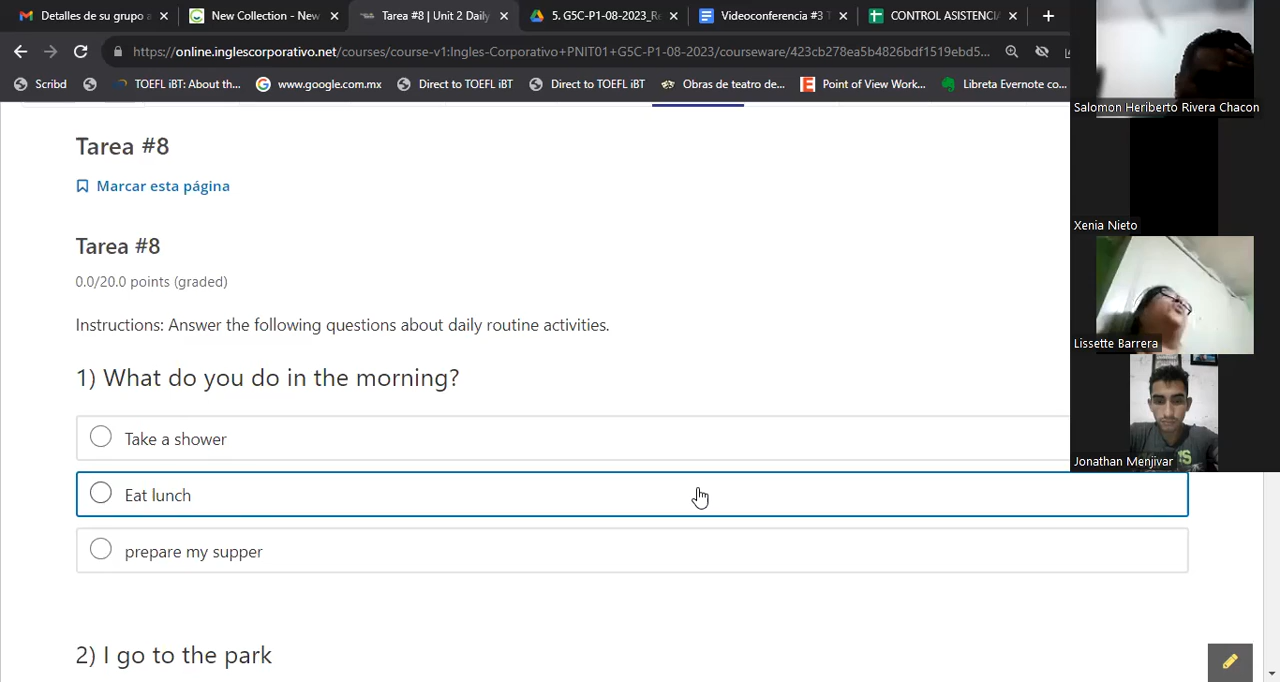 Detalles de su grupo a
New Collection - New
Tarea #8 | Unit 2 Daily
5. G5C-P1-08-2023_Re
Videoconferencia #3 T
CONTROL ASISTENCIA
https://online.inglescorporativo.net/courses/course-v1:Ingles-Corporativo+PNIT01+G5C-P1-08-2023/courseware/423cb278ea5b4826bdf1519ebd5...
Scribd
TOEFL iBT: About th...
www.google.com.mx
Direct to TOEFL iBT
Direct to TOEFL iBT
Obras de teatro de...
Point of View Work...
Libreta Evernote co...
Salomon Heriberto Rivera Chacon
Xenia Nieto
Lissette Barrera
Jonathan Menjivar
Tarea #8
Marcar esta página
Tarea #8
0.0/20.0 points (graded)
Instructions: Answer the following questions about daily routine activities.
1) What do you do in the morning?
Take a shower
Eat lunch
prepare my supper
2) I go to the park